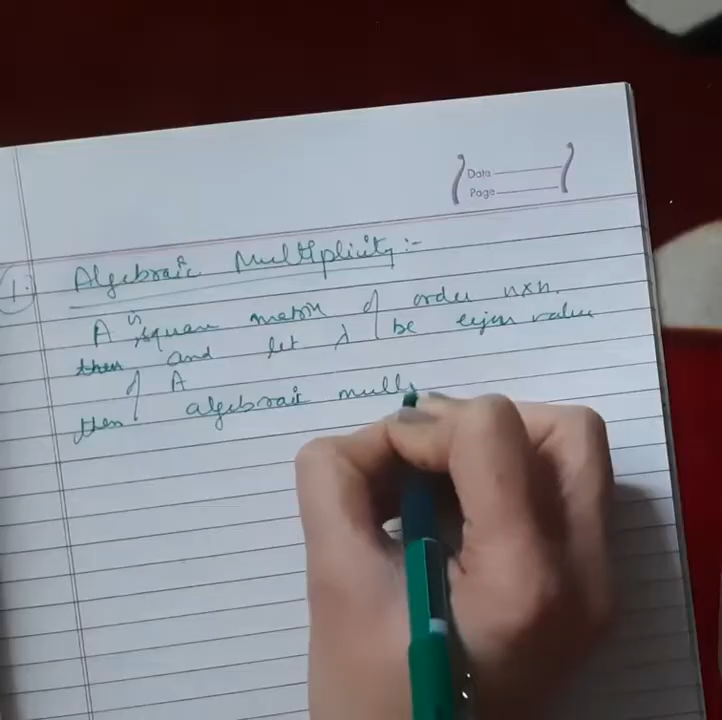 Date
Page
1. Algebraic Multiplicity :-
A is square matrix of order nxn.
then and let λ be eijen value
of A
then algebraic mult